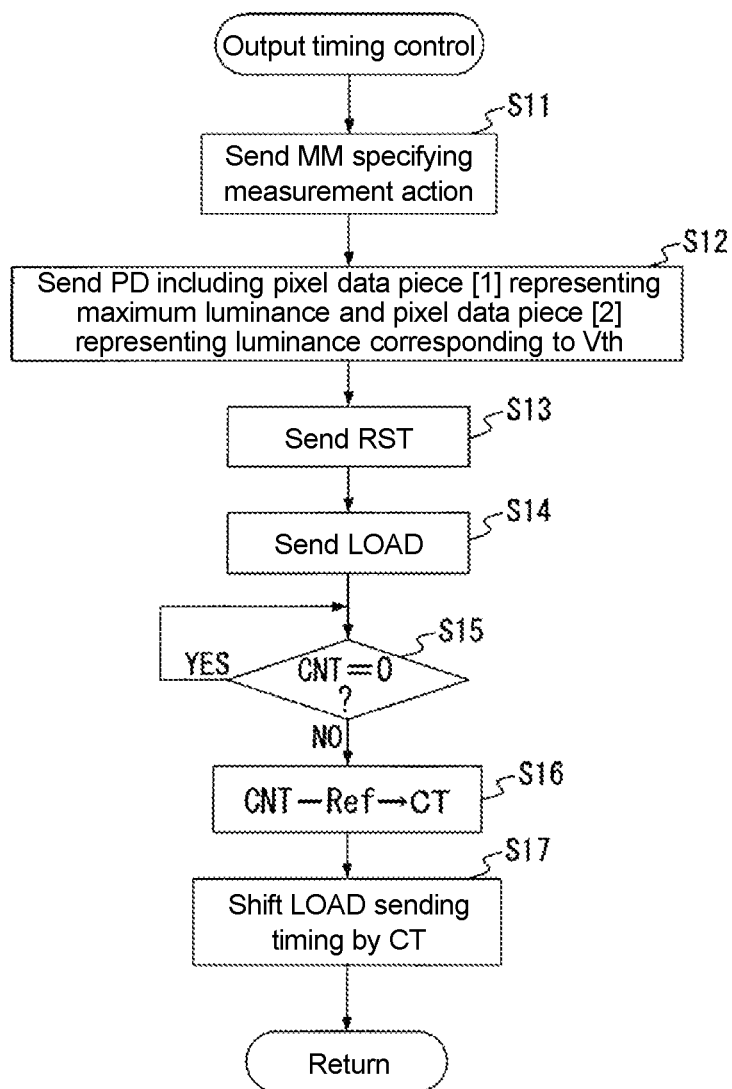 Output timing control
S11
Send MM specifying
measurement action
S12
Send PD including pixel data piece [1] representing
maximum luminance and pixel data piece [2]
representing luminance corresponding to Vth
S13
Send RST
S14
Send LOAD
S15
YES
CNT=0
?
NO
S16
CNT—Ref→CT
S17
Shift LOAD sending
timing by CT
Return